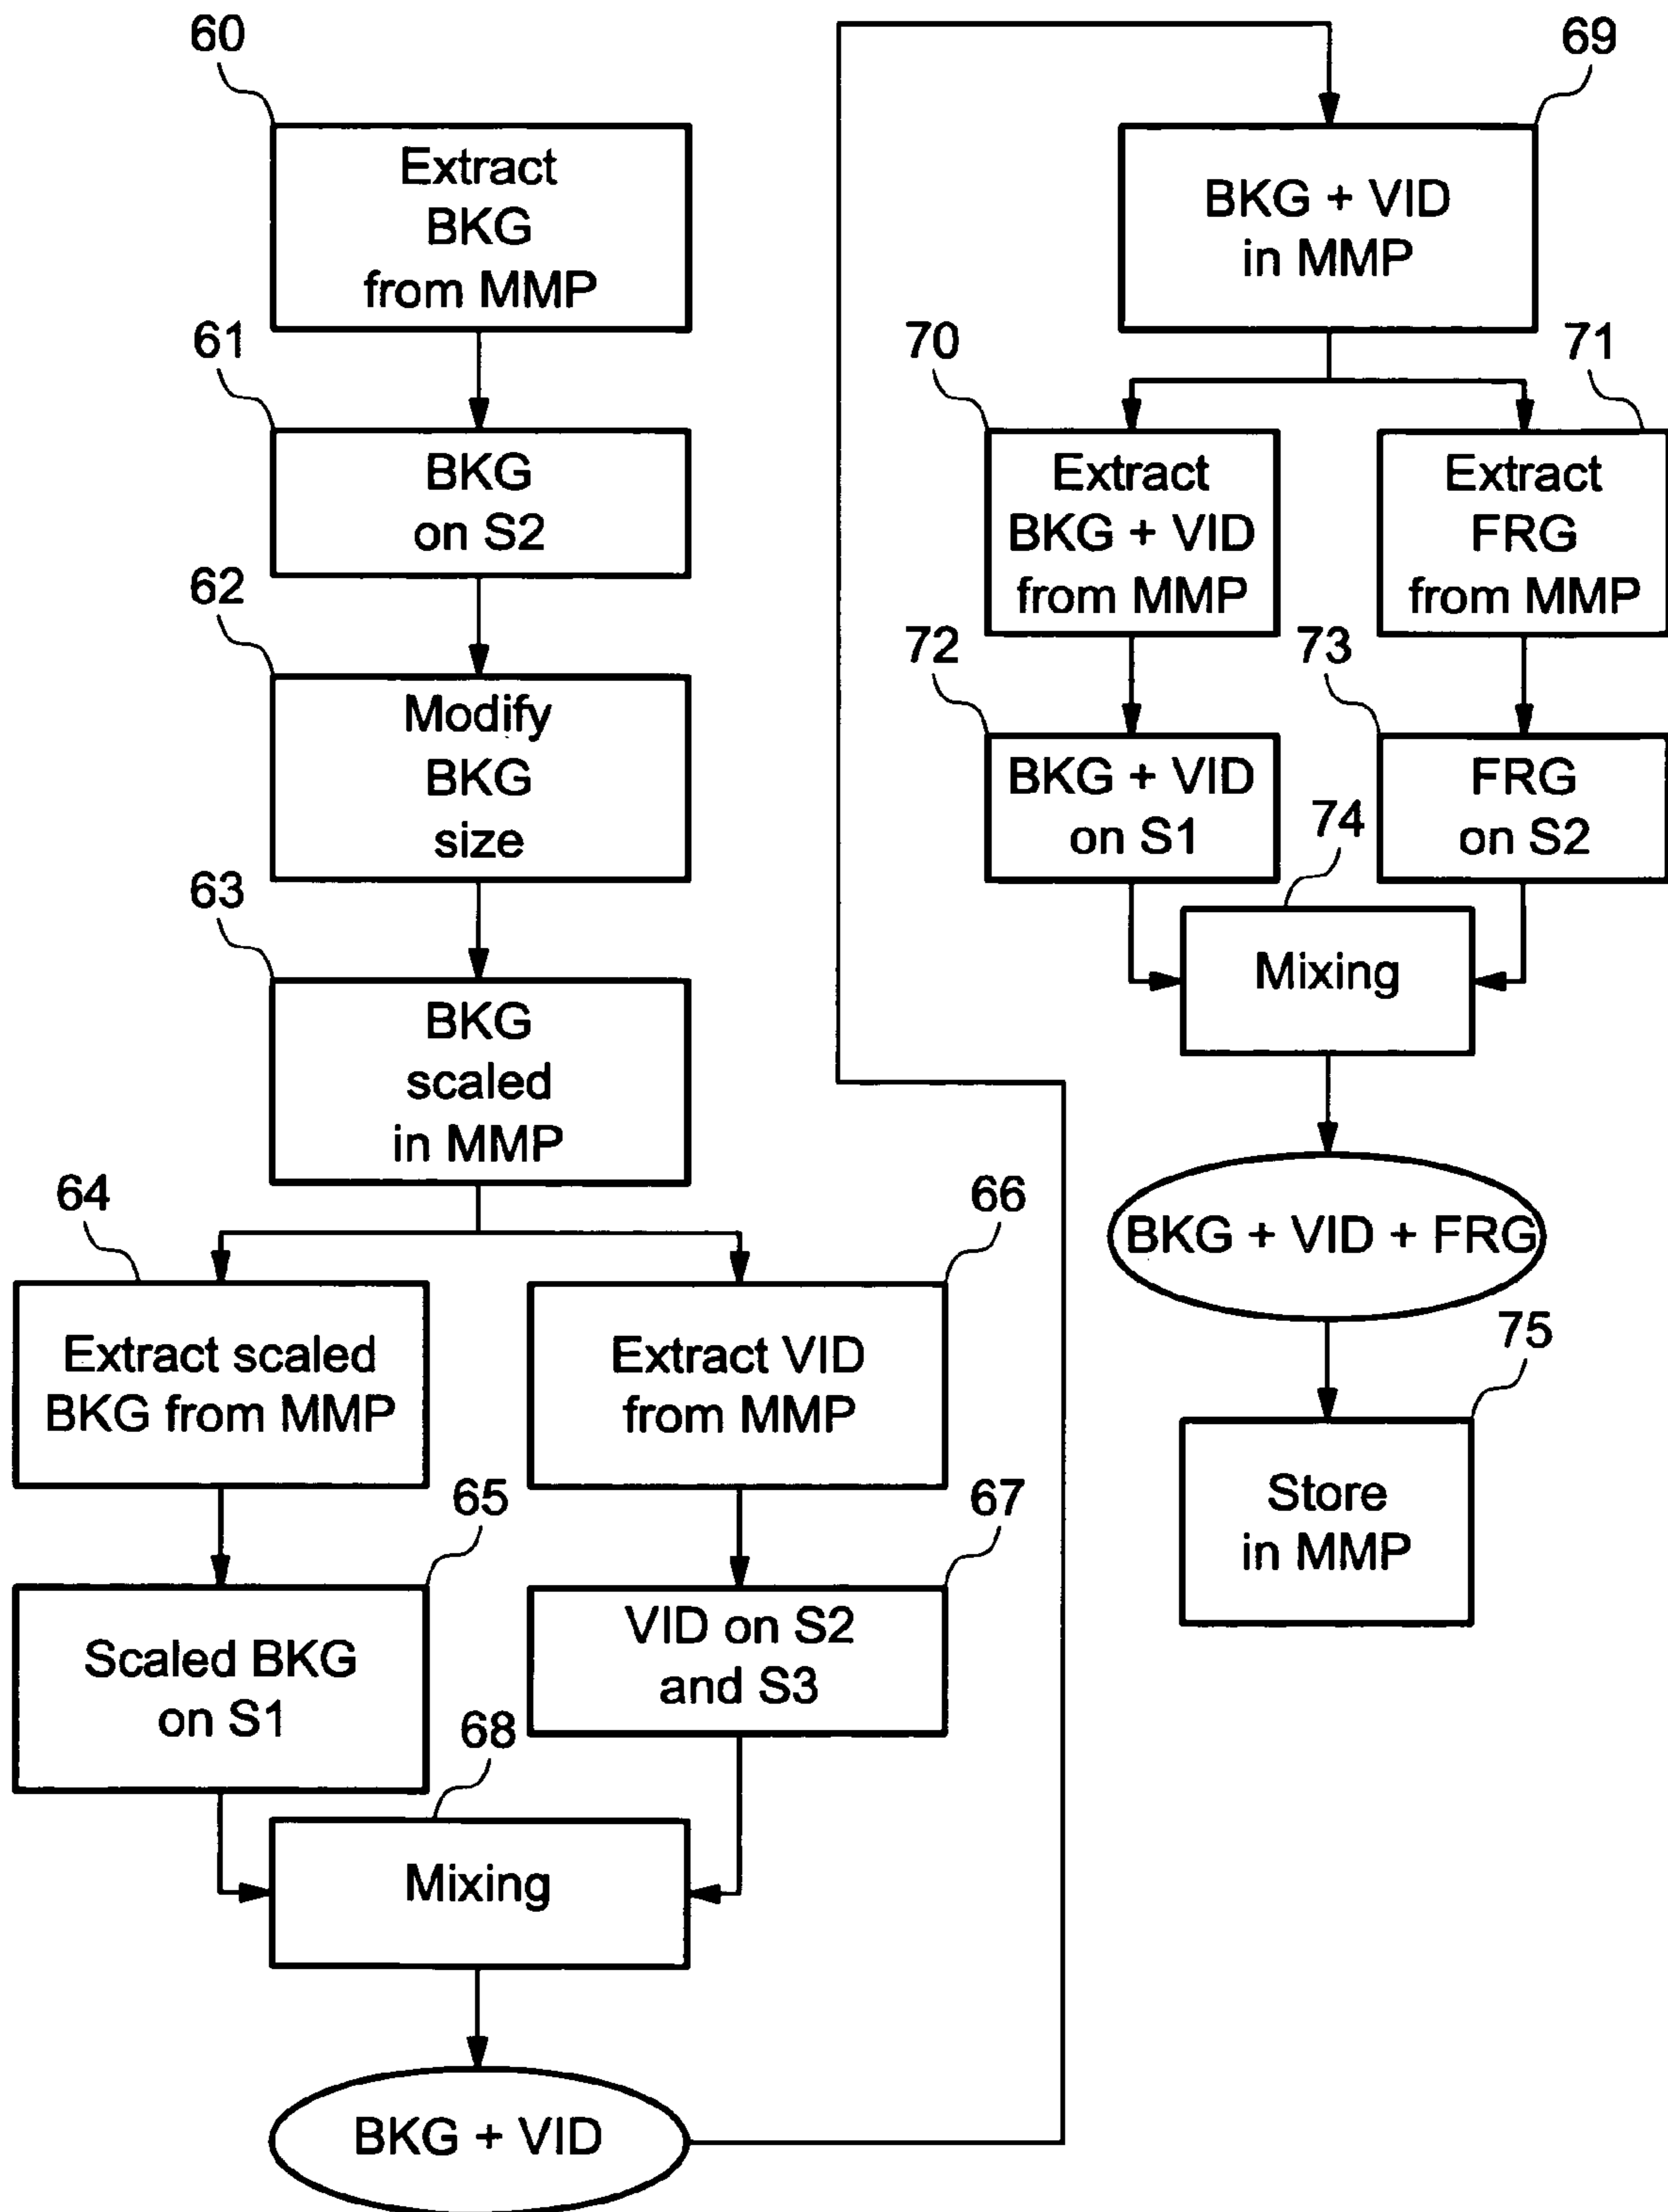 60
Extract
BKG
from MMP
61
BKG
on S2
62
Modify
BKG
size
63
BKG
scaled
in MMP
64
Extract scaled
BKG from MMP
66
Extract VID
from MMP
65
Scaled BKG
on S1
67
VID on S2
and S3
68
Mixing
BKG + VID
69
BKG + VID
in MMP
70
Extract
BKG + VID
from MMP
71
Extract
FRG
from MMP
72
BKG + VID
on S1
73
FRG
on S2
74
Mixing
BKG + VID + FRG
75
Store
in MMP